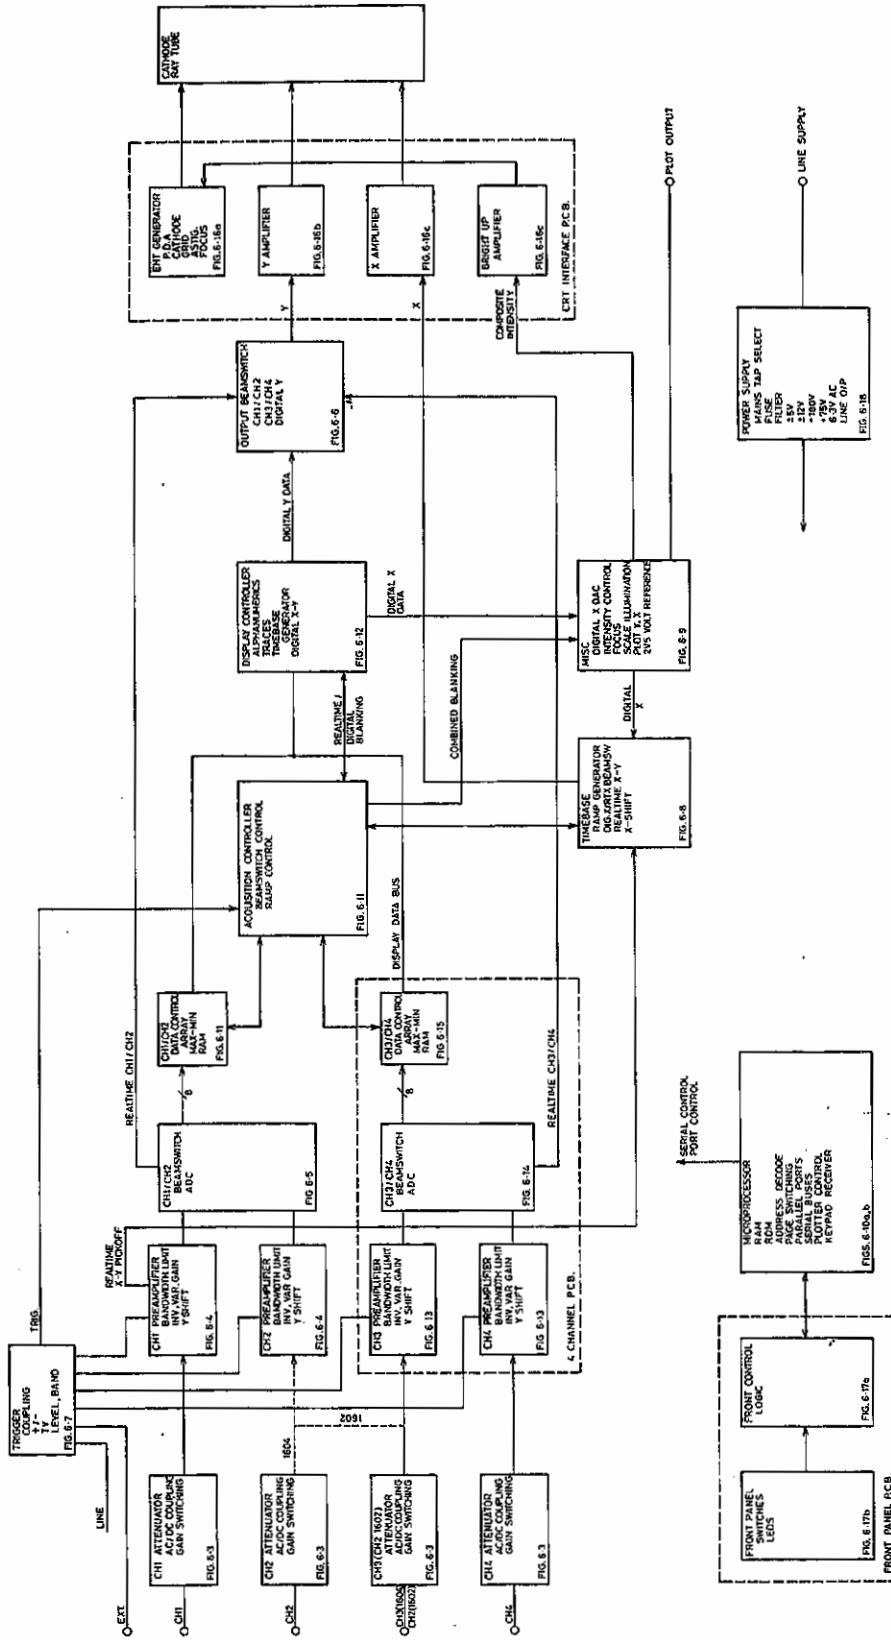 EXT.
LINE
TRIGGER
COUPLING
+/-
TV
LEVEL, BAND
FIG. 6-7
TRIG
CH1
CH1 ATTENUATOR
AC/DC COUPLING
GAIN SWITCHING
FIG. 6-3
CH1 PREAMPLIFIER
BANDWIDTH LIMIT
INV, VAR. GAIN
Y SHIFT
FIG. 6-4
REALTIME
X-Y PICKOFF
CH2
CH2 ATTENUATOR
AC/DC COUPLING
GAIN SWITCHING
FIG. 6-3
1604
1602
CH2 PREAMPLIFIER
BANDWIDTH LIMIT
INV, VAR GAIN
Y SHIFT
FIG. 6-4
CH1/CH2
BEAMSWITCH
ADC
FIG. 6-5
REALTIME CH1/CH2
8
CH1/CH2
DATA CONTROL
ARRAY
MAX-MIN
RAM
FIG. 6-11
CH3(1604)
CH2(1602)
CH3(CH2 1602)
ATTENUATOR
AC/DC COUPLING
GAIN SWITCHING
FIG. 6-3
CH3 PREAMPLIFIER
BANDWIDTH LIMIT
INV, VAR. GAIN
Y SHIFT
FIG. 6-13
CH4
CH4 ATTENUATOR
AC/DC COUPLING
GAIN SWITCHING
FIG. 6-3
CH4 PREAMPLIFIER
BANDWIDTH LIMIT
INV, VAR GAIN
Y SHIFT
FIG. 6-13
4 CHANNEL P.C.B.
CH3/CH4
BEAMSWITCH
ADC
FIG. 6-14
8
CH3/CH4
DATA CONTROL
ARRAY
MAX-MIN
RAM
FIG. 6-15
REALTIME CH3/CH4
DISPLAY DATA BUS
ACQUISITION CONTROLLER
BEAMSWITCH CONTROL
RAMP CONTROL
FIG. 6-11
REALTIME /
DIGITAL
BLANKING
COMBINED BLANKING
DISPLAY CONTROLLER
ALPHANUMERICS
TRACES
TIMEBASE
GENERATOR
DIGITAL X-Y
FIG. 6-12
DIGITAL Y DATA
DIGITAL X
DATA
OUTPUT BEAMSWITCH
CH1/CH2
CH3/CH4
DIGITAL Y
FIG. 6-6
TIMEBASE
RAMP GENERATOR
DIG.X/RTX BEAMSW
REALTIME X-Y
X-SHIFT
FIG. 6-8
DIGITAL
X
MISC
DIGITAL X DAC
INTENSITY CONTROL
FOCUS
SCALE ILLUMINATION
PLOT Y, X
2V5 VOLT REFERENCE
FIG. 6-9
Y
X
COMPOSITE
INTENSITY
EHT GENERATOR
P.D.A
CATHODE
GRID
ASTIG.
FOCUS
FIG. 6-16a
Y AMPLIFIER
FIG. 6-16b
X AMPLIFIER
FIG. 6-16c
BRIGHT UP
AMPLIFIER
FIG. 6-16c
CRT INTERFACE P.C.B.
CATHODE
RAY TUBE
PLOT OUTPUT
FRONT PANEL
SWITCHES
LEDS
FIG. 6-17b
FRONT CONTROL
LOGIC
FIG. 6-17a
FRONT PANEL P.C.B.
MICROPROCESSOR
RAM
ROM
ADDRESS DECODE
PAGE SWITCHING
PARALLEL PORTS
SERIAL BUSES
PLOTTER CONTROL
KEYPAD RECEIVER
FIGS. 6-10a,b
SERIAL CONTROL
PORT CONTROL
POWER SUPPLY
MAINS TAP SELECT
FUSE
FILTER
±5V
±12V
-180V
+75V
6·3V AC
LINE O/P
FIG. 6-18
LINE SUPPLY